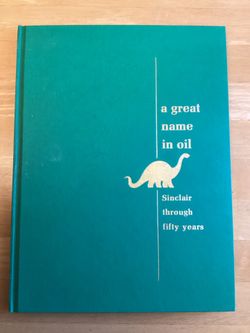 a great
name
in oil
Sinclair
through
fifty years